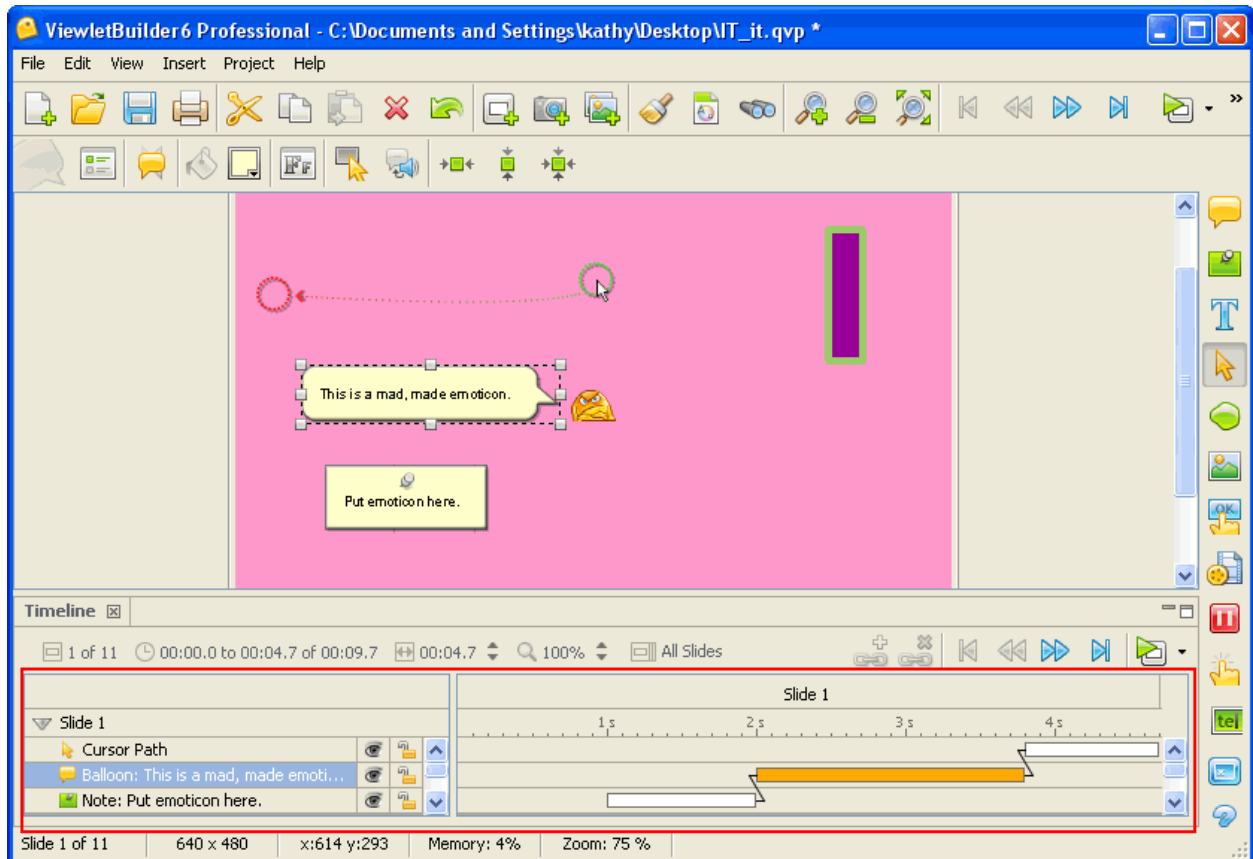 ViewletBuilder6 Professional - C:\Documents and Settings\kathy\Desktop\IT_it.qvp *
File Edit View Insert Project Help
This is a mad, made emoticon.
Put emoticon here.
Timeline
1 of 11 00:00.0 to 00:04.7 of 00:09.7 00:04.7 100% All Slides
Slide 1
Slide 1 1 s 2 s 3 s 4 s
Cursor Path
Balloon: This is a mad, made emoti...
Note: Put emoticon here.
Slide 1 of 11 640 x 480 x:614 y:293 Memory: 4% Zoom: 75 %
FF
T
OK
te